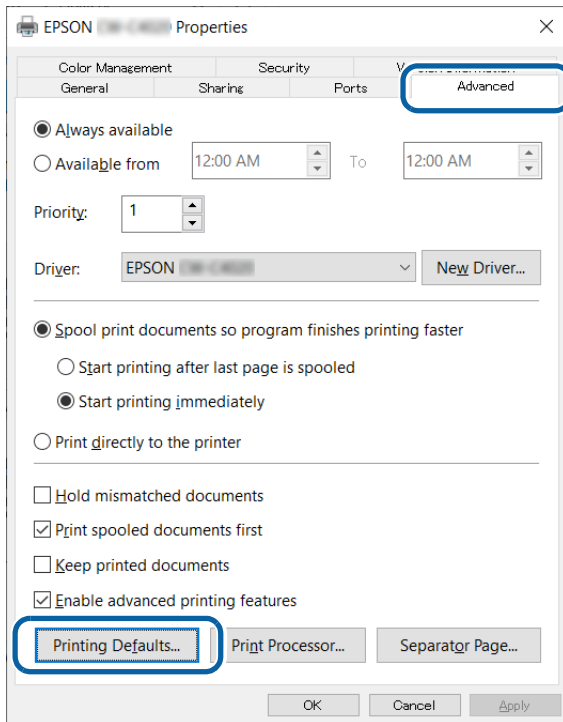 EPSON Properties
Color Management Security
General Sharing Ports Advanced
Always available
Available from 12:00 AM To 12:00 AM
Priority: 1
Driver: EPSON New Driver...
Spool print documents so program finishes printing faster
Start printing after last page is spooled
Start printing immediately
Print directly to the printer
Hold mismatched documents
Print spooled documents first
Keep printed documents
Enable advanced printing features
Printing Defaults... Print Processor... Separator Page...
OK Cancel Apply